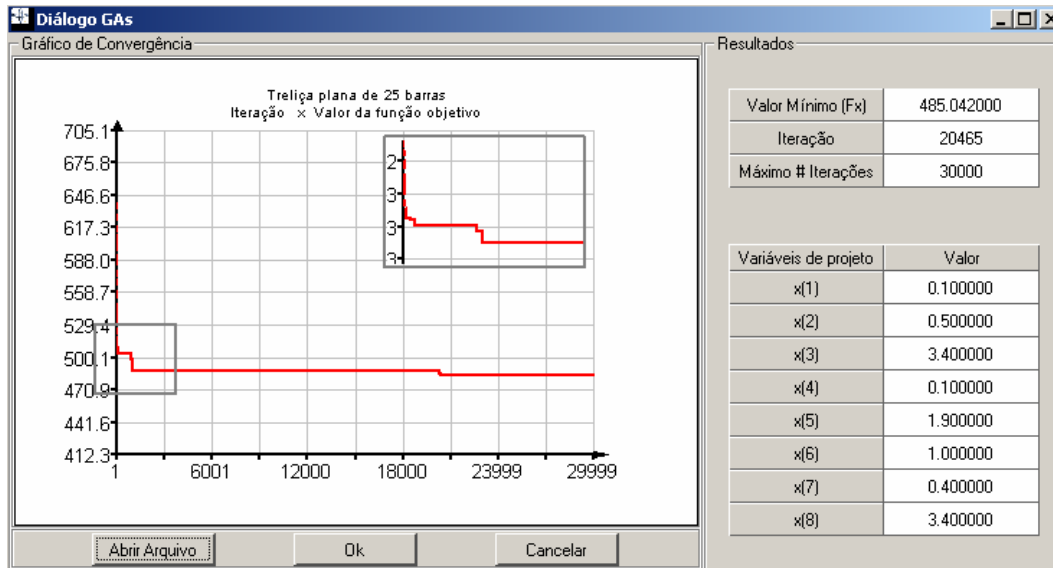 Diálogo GAs
Gráfico de Convergência
Treliça plana de 25 barras
Iteração x Valor da função objetivo
705.1
675.8
646.6
617.3
588.0
558.7
529.4
500.1
470.9
441.6
412.3
1 6001 12000 18000 23999 29999
2
3
3
3
Abrir Arquivo Ok Cancelar
Resultados
Valor Mínimo (Fx) 485.042000
Iteração 20465
Máximo # Iterações 30000
Variáveis de projeto Valor
x(1) 0.100000
x(2) 0.500000
x(3) 3.400000
x(4) 0.100000
x(5) 1.900000
x(6) 1.000000
x(7) 0.400000
x(8) 3.400000